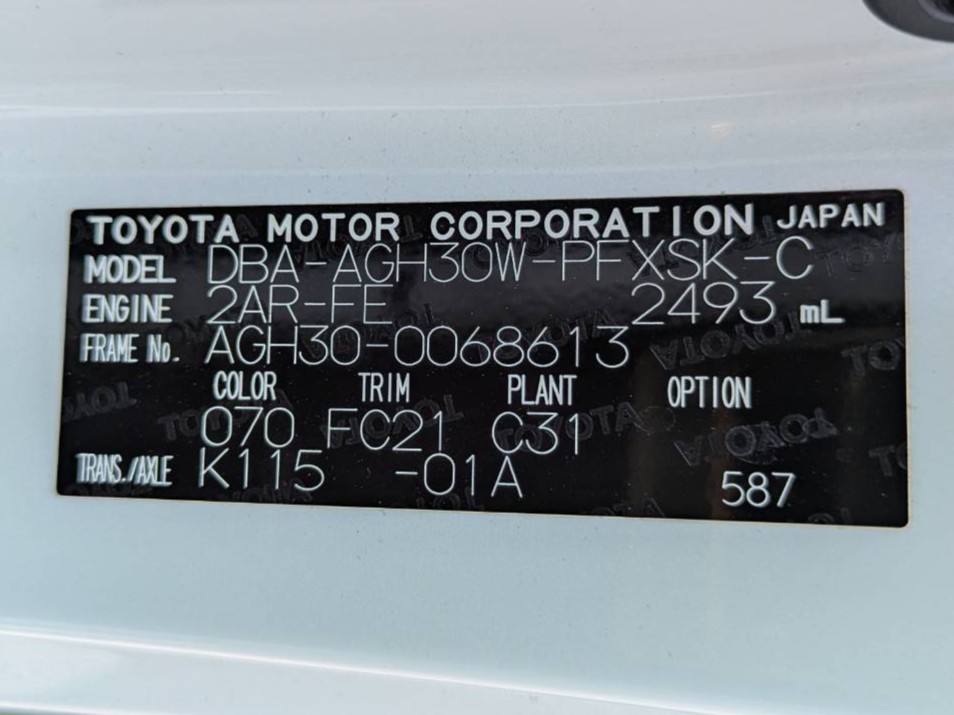 TOYOTA MOTOR CORPORATION JAPAN
MODEL DBA-AGH30W-PFXSK-C
ENGINE 2AR-FE 2493 mL
FRAME No. AGH30-0068613
COLOR TRIM PLANT OPTION
070 FC21 C31
TRANS./AXLE K115 -01A 587